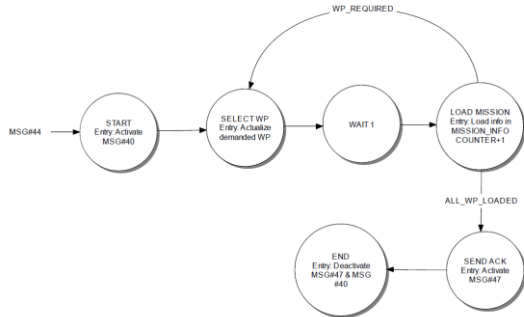 WP_REQUIRED
MSG#44
START
Entry: Activate
MSG#40
SELECT WP
Entry: Actualize
demanded WP
WAIT 1
LOAD MISSION
Entry: Load info in
MISSION_INFO
COUNTER+1
ALL_WP_LOADED
END
Entry: Deactivate
MSG#47 & MSG
#40
SEND ACK
Entry: Activate
MSG#47